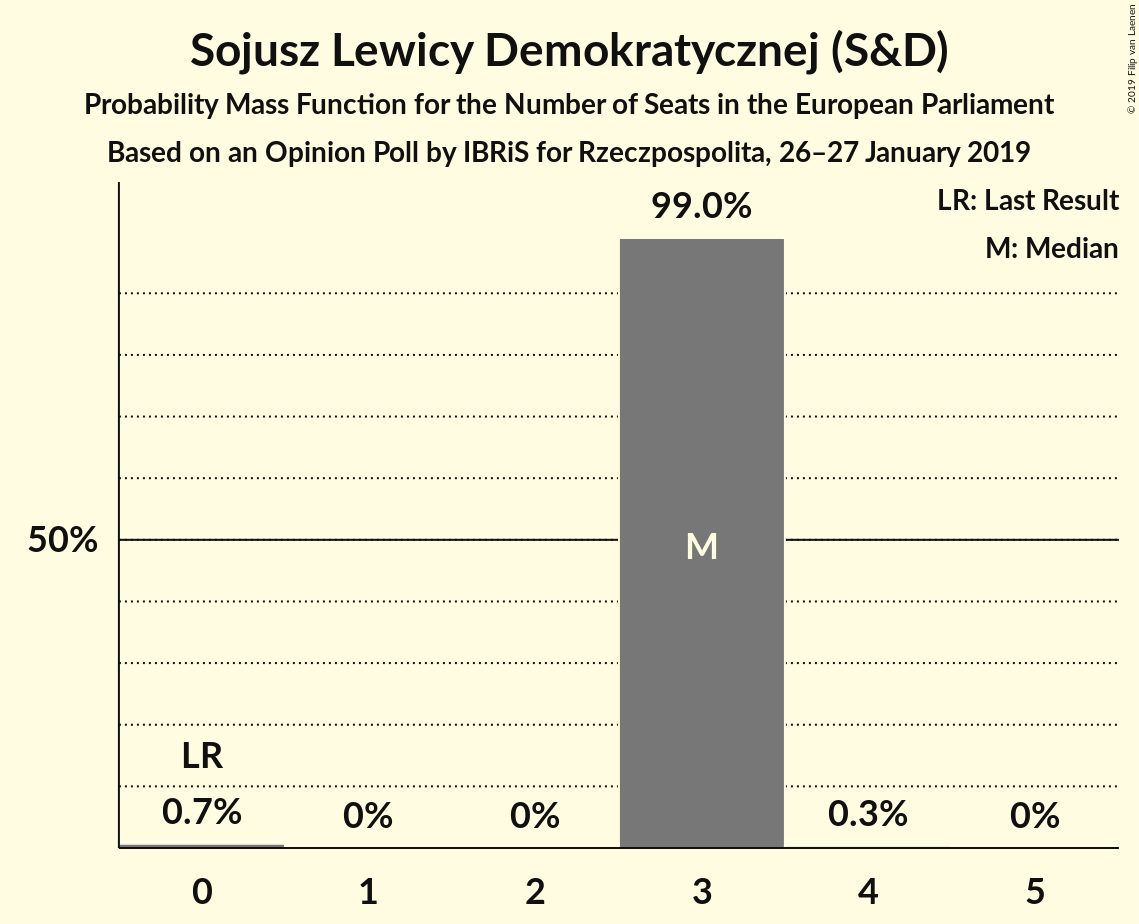 Sojusz Lewicy Demokratycznej (S&D)
Probability Mass Function for the Number of Seats in the European Parliament
Based on an Opinion Poll by IBRiS for Rzeczpospolita, 26–27 January 2019
© 2019 Filip van Laenen
LR: Last Result
M: Median
99.0%
50%
M
LR
0.7%
0%
0%
0.3%
0%
0
1
2
3
4
5